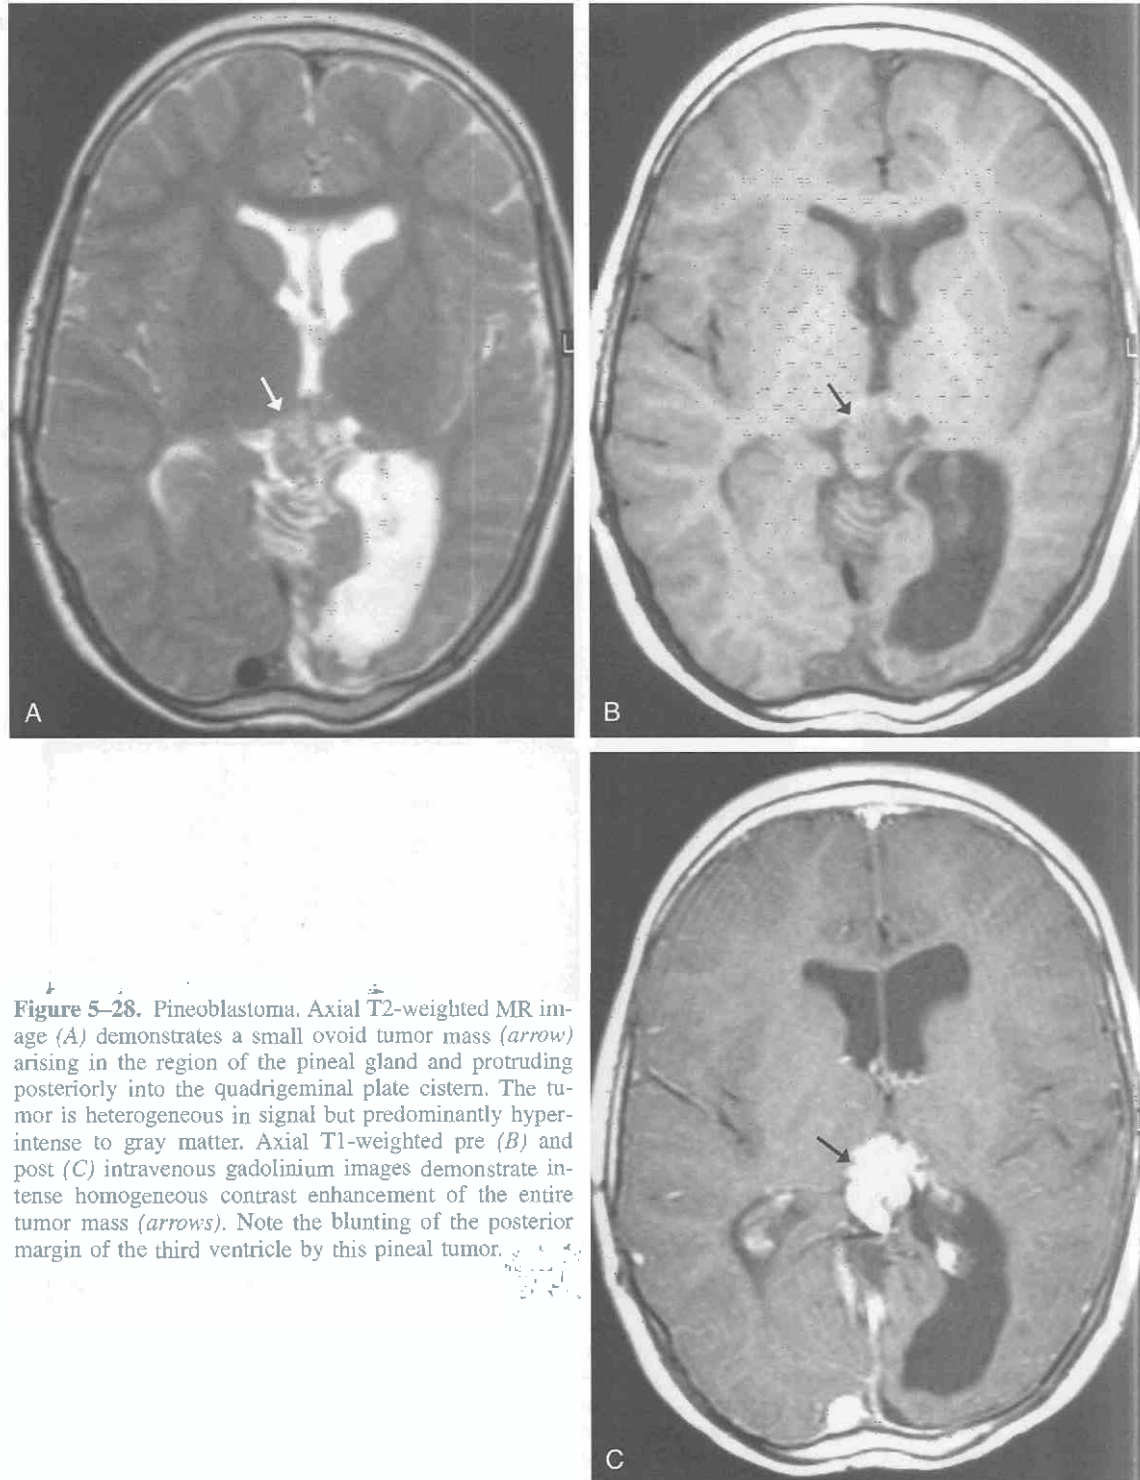 L
L
A
B
Figure 5–28. Pineoblastoma. Axial T2-weighted MR im-
age (A) demonstrates a small ovoid tumor mass (arrow)
arising in the region of the pineal gland and protruding
posteriorly into the quadrigeminal plate cistern. The tu-
mor is heterogeneous in signal but predominantly hyper-
intense to gray matter. Axial T1-weighted pre (B) and
post (C) intravenous gadolinium images demonstrate in-
tense homogeneous contrast enhancement of the entire
tumor mass (arrows). Note the blunting of the posterior
margin of the third ventricle by this pineal tumor.
C